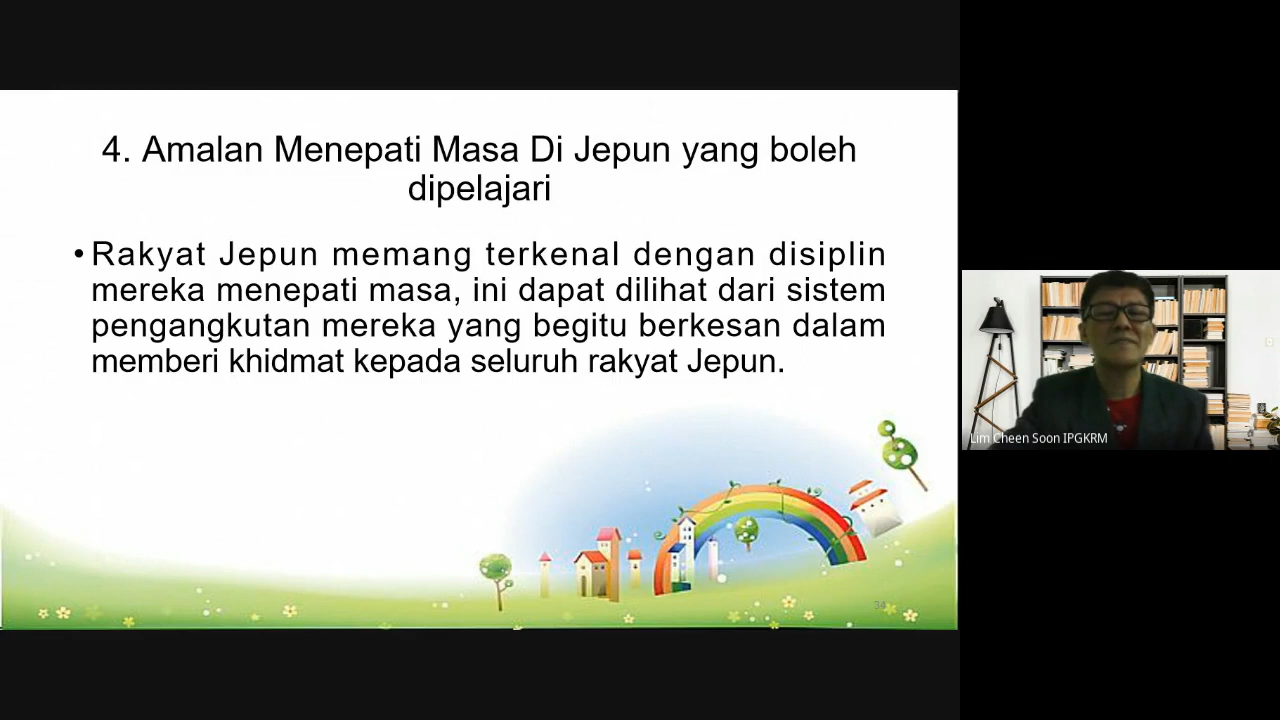 4. Amalan Menepati Masa Di Jepun yang boleh
dipelajari
• Rakyat Jepun memang terkenal dengan disiplin
mereka menepati masa, ini dapat dilihat dari sistem
pengangkutan mereka yang begitu berkesan dalam
memberi khidmat kepada seluruh rakyat Jepun.
34
Lim Cheen Soon IPGKRM